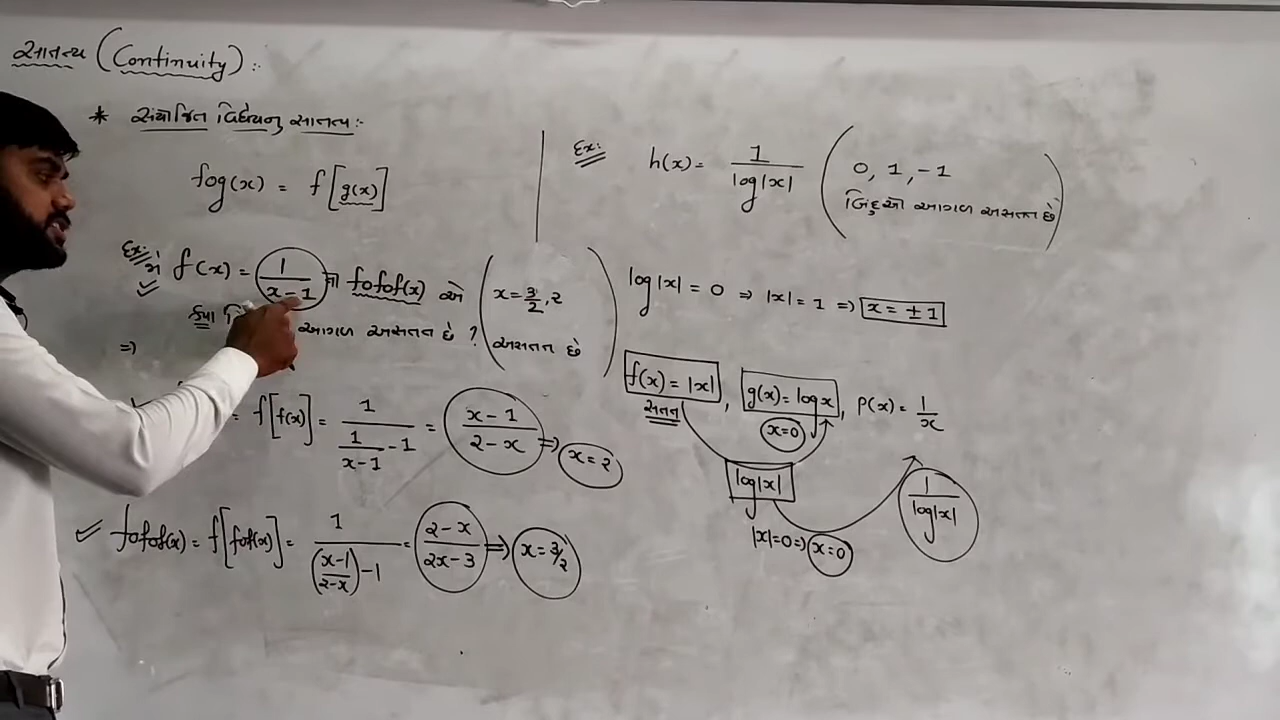 સાતત્ય (Continuity) :-
* સંયોજિત વિધેયનું સાતત્ય :-
fog(x) = f[g(x)]
Ex:- જો f(x) = 1/(x-1) તો fofof(x) એ
કયા આગળ અસતત છે ?
(x = 3/2, 2
અસતત છે)
⇒
= f[f(x)] = 1/(1/(x-1) - 1) = (x-1)/(2-x) ⇒ x = 2
✓ fofof(x) = f[fof(x)] = 1/(((x-1)/(2-x)) - 1) = (2-x)/(2x-3) ⇒ x = 3/2
Ex:- h(x) = 1/log|x| (0, 1, -1
બિંદુઓ આગળ અસતત છે)
log|x| = 0 ⇒ |x| = 1 ⇒ x = ±1
f(x) = |x| , g(x) = log x , P(x) = 1/x
સતત
x=0
log|x|
1/log|x|
|x|=0 ⇒ x=0